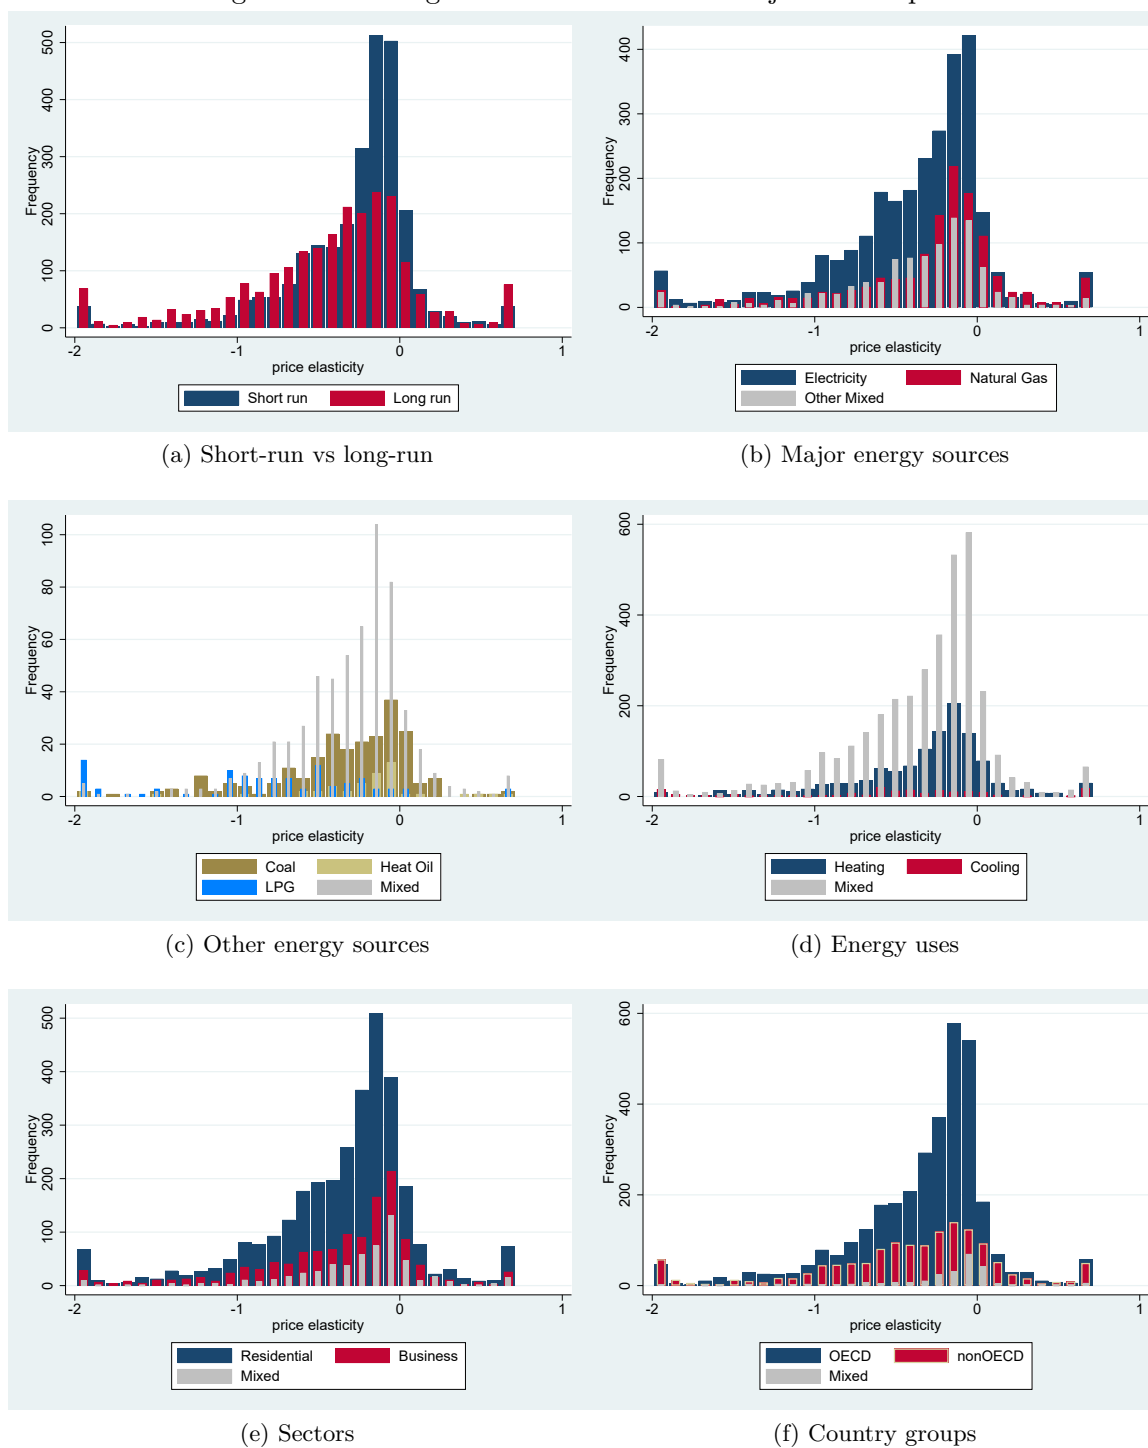 500
400
300
200
100
0
Frequency
-2 -1 0 1
price elasticity
Short run Long run
(a) Short-run vs long-run
400
300
200
100
0
Frequency
-2 -1 0 1
price elasticity
Electricity Natural Gas
Other Mixed
(b) Major energy sources
100
80
60
40
20
0
Frequency
-2 -1 0 1
price elasticity
Coal Heat Oil
LPG Mixed
(c) Other energy sources
600
400
200
0
Frequency
-2 -1 0 1
price elasticity
Heating Cooling
Mixed
(d) Energy uses
500
400
300
200
100
0
Frequency
-2 -1 0 1
price elasticity
Residential Business
Mixed
(e) Sectors
600
400
200
0
Frequency
-2 -1 0 1
price elasticity
OECD nonOECD
Mixed
(f) Country groups